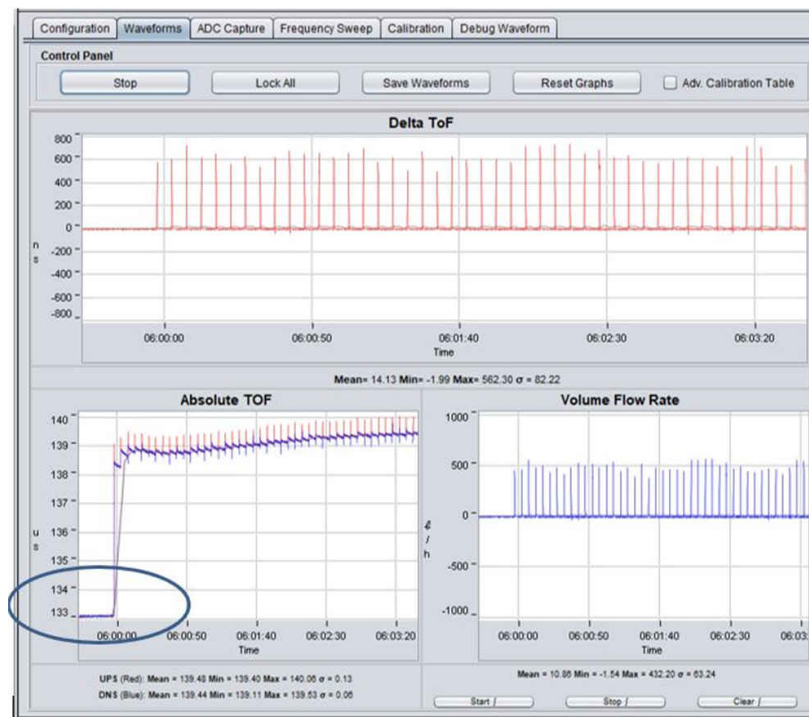 Configuration Waveforms ADC Capture Frequency Sweep Calibration Debug Waveform
Control Panel
Stop Lock All Save Waveforms Reset Graphs Adv. Calibration Table
Delta ToF
800
600
400
200
0
-200
-400
-600
-800
n
s
06:00:00 06:00:50 06:01:40 06:02:30 06:03:20
Time
Mean= 14.13 Min= -1.99 Max= 562.30 σ = 82.22
Absolute TOF
140
139
138
137
136
135
134
133
u
s
06:00:00 06:00:50 06:01:40 06:02:30 06:03:20
Time
UPS (Red): Mean = 139.48 Min = 139.40 Max = 140.06 σ = 0.13
DNS (Blue): Mean = 139.44 Min = 139.11 Max = 139.53 σ = 0.06
Volume Flow Rate
1000
500
0
-500
-1000
ℓ
/
h
06:00:00 06:00:50 06:01:40 06:02:30 06:03:20
Time
Mean = 10.86 Min = -1.54 Max = 432.20 σ = 63.24
Start ∫ Stop ∫ Clear ∫